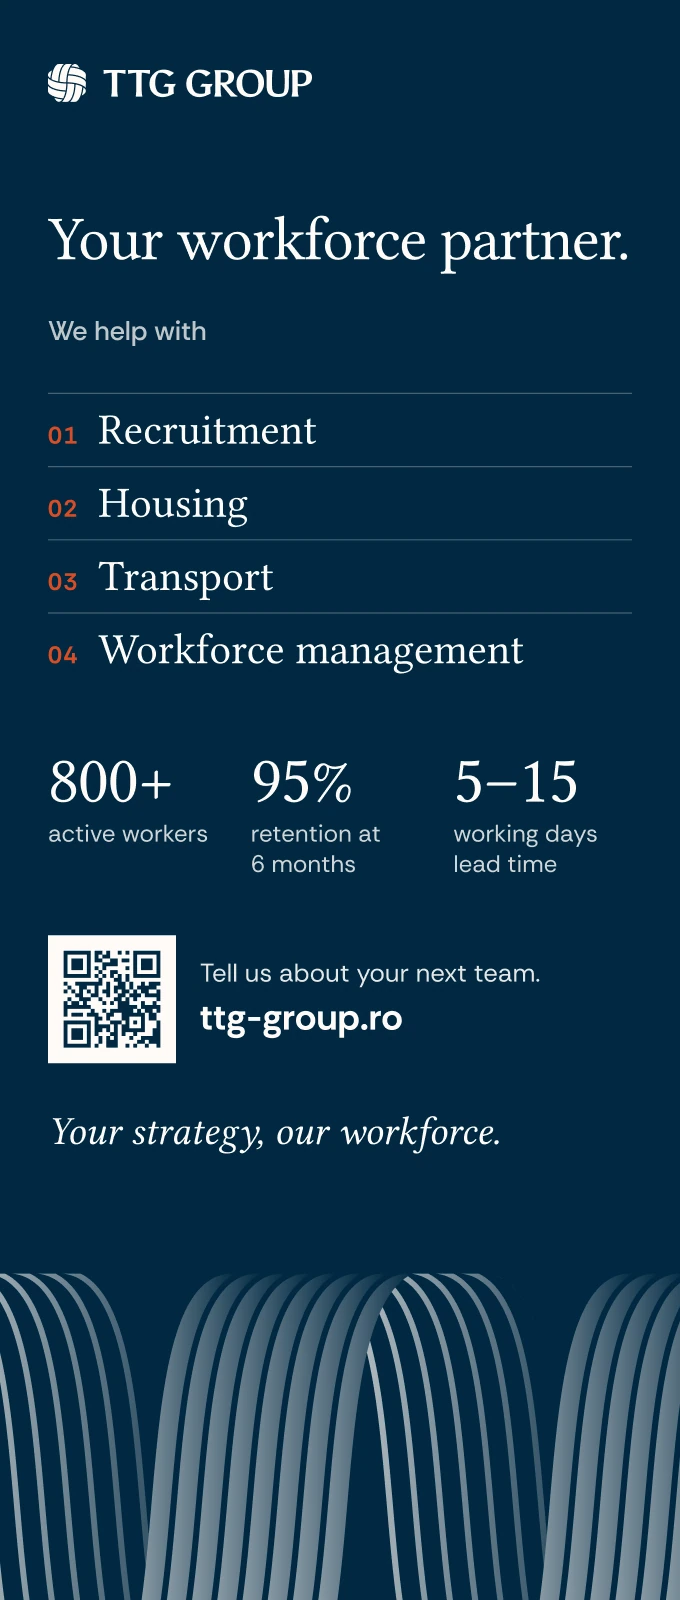 TTG GROUP
Your workforce partner.
We help with
01 Recruitment
02 Housing
03 Transport
04 Workforce management
800+
active workers
95%
retention at
6 months
5–15
working days
lead time
Tell us about your next team.
ttg-group.ro
Your strategy, our workforce.